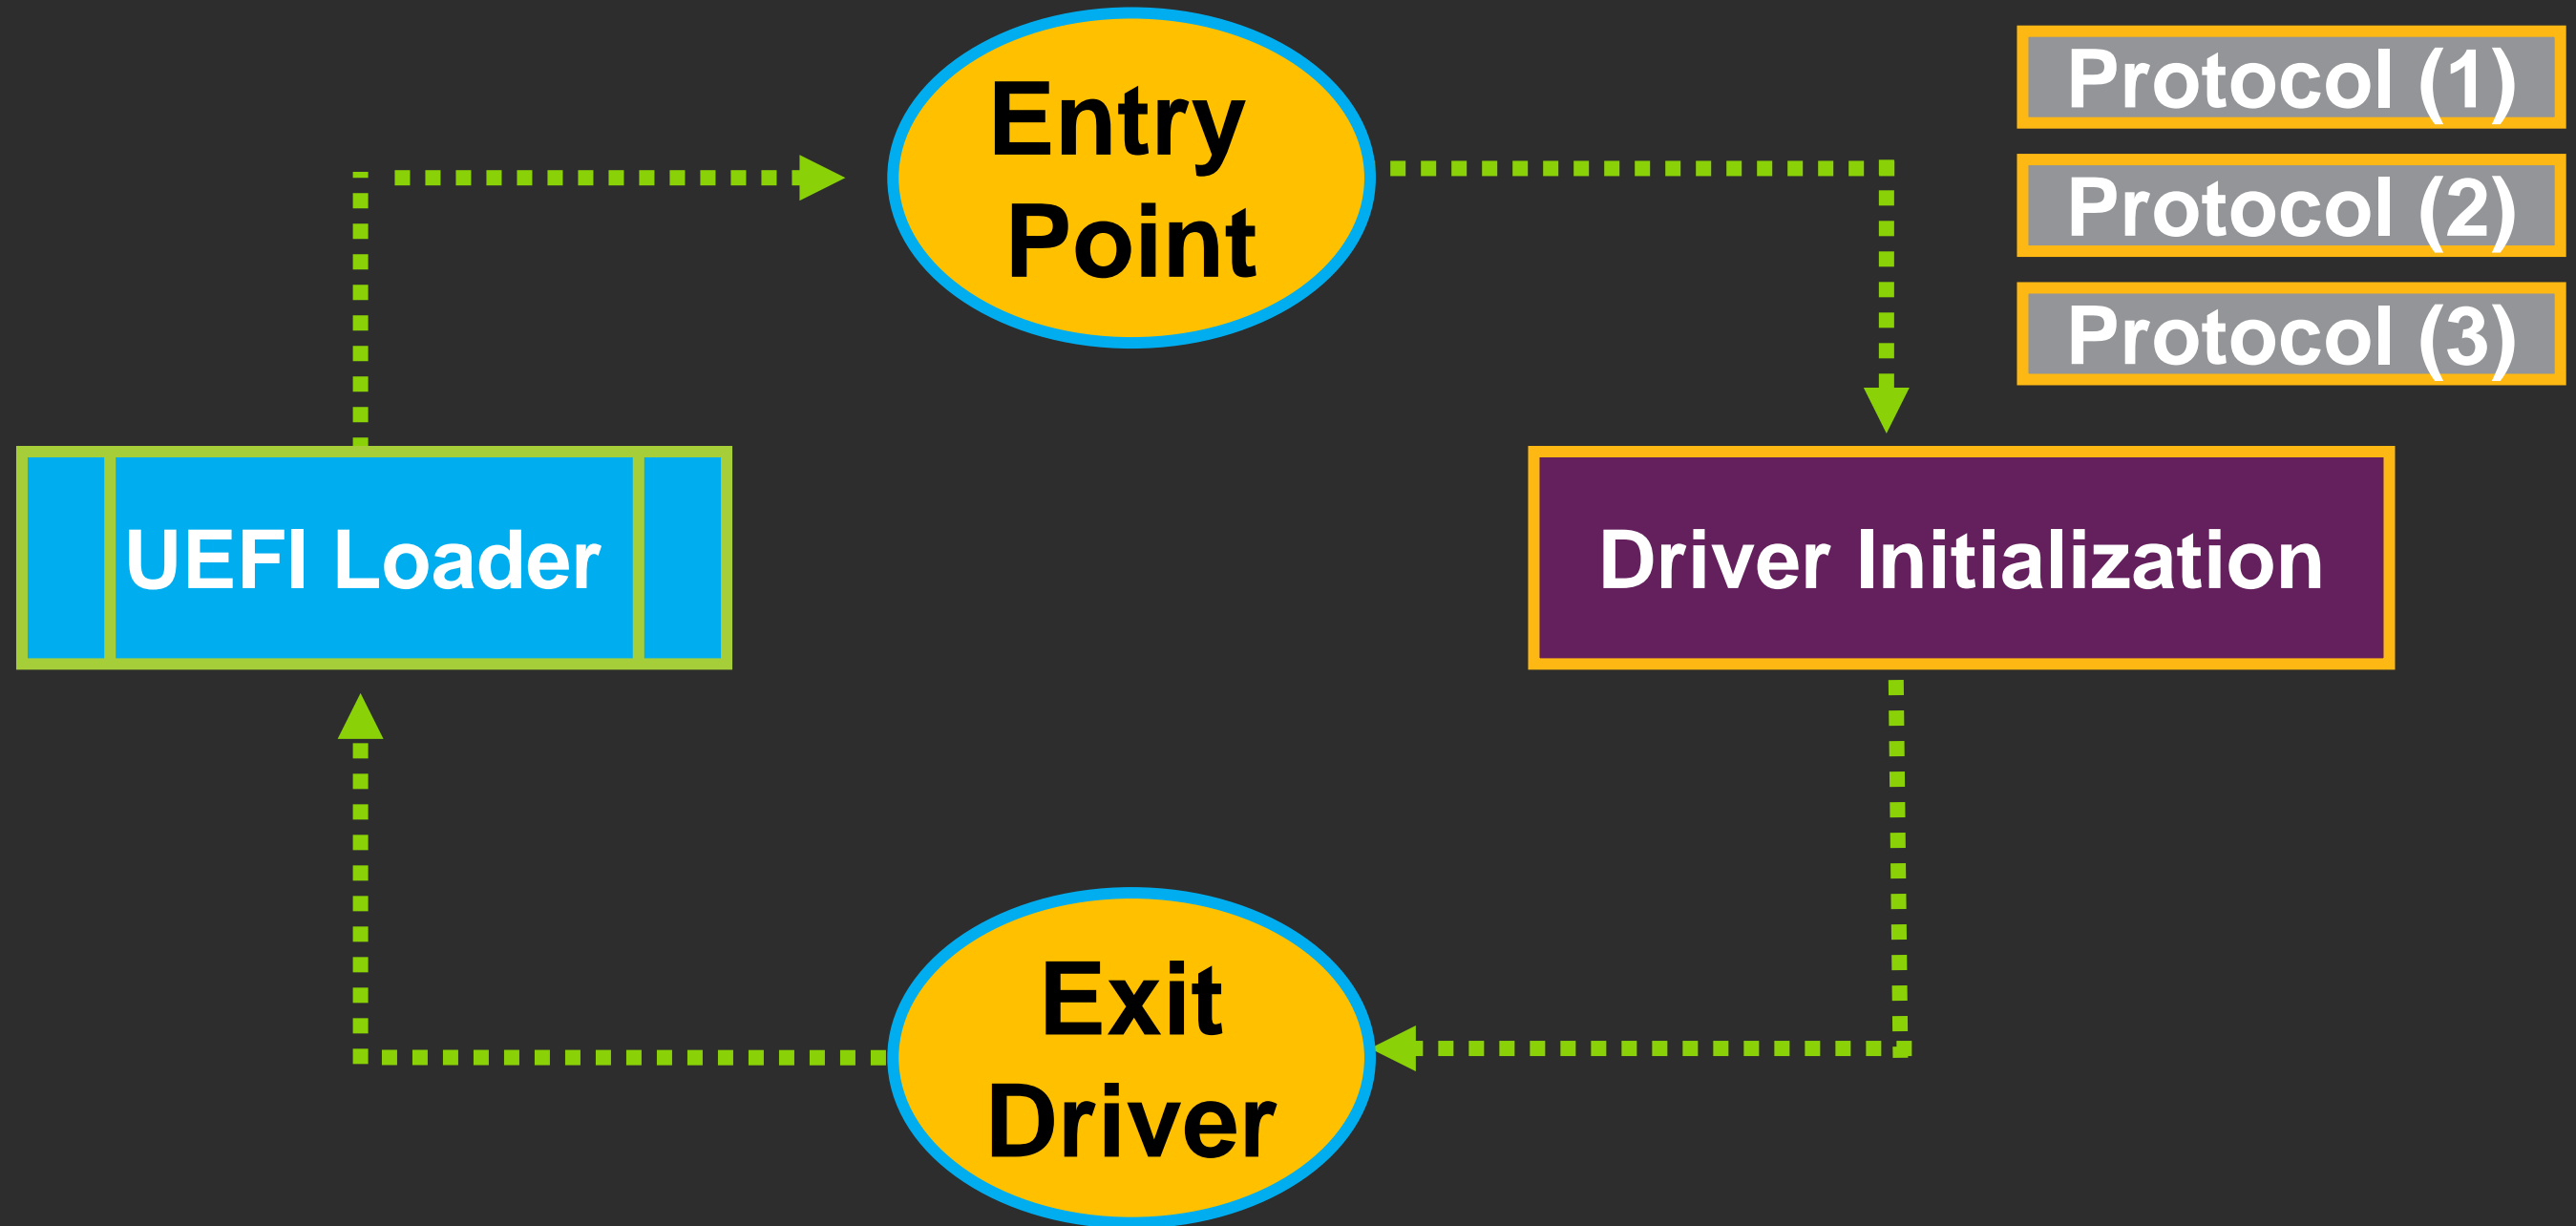 Entry
Point
Protocol (1)
Protocol (2)
Protocol (3)
UEFI Loader
Driver Initialization
Exit
Driver